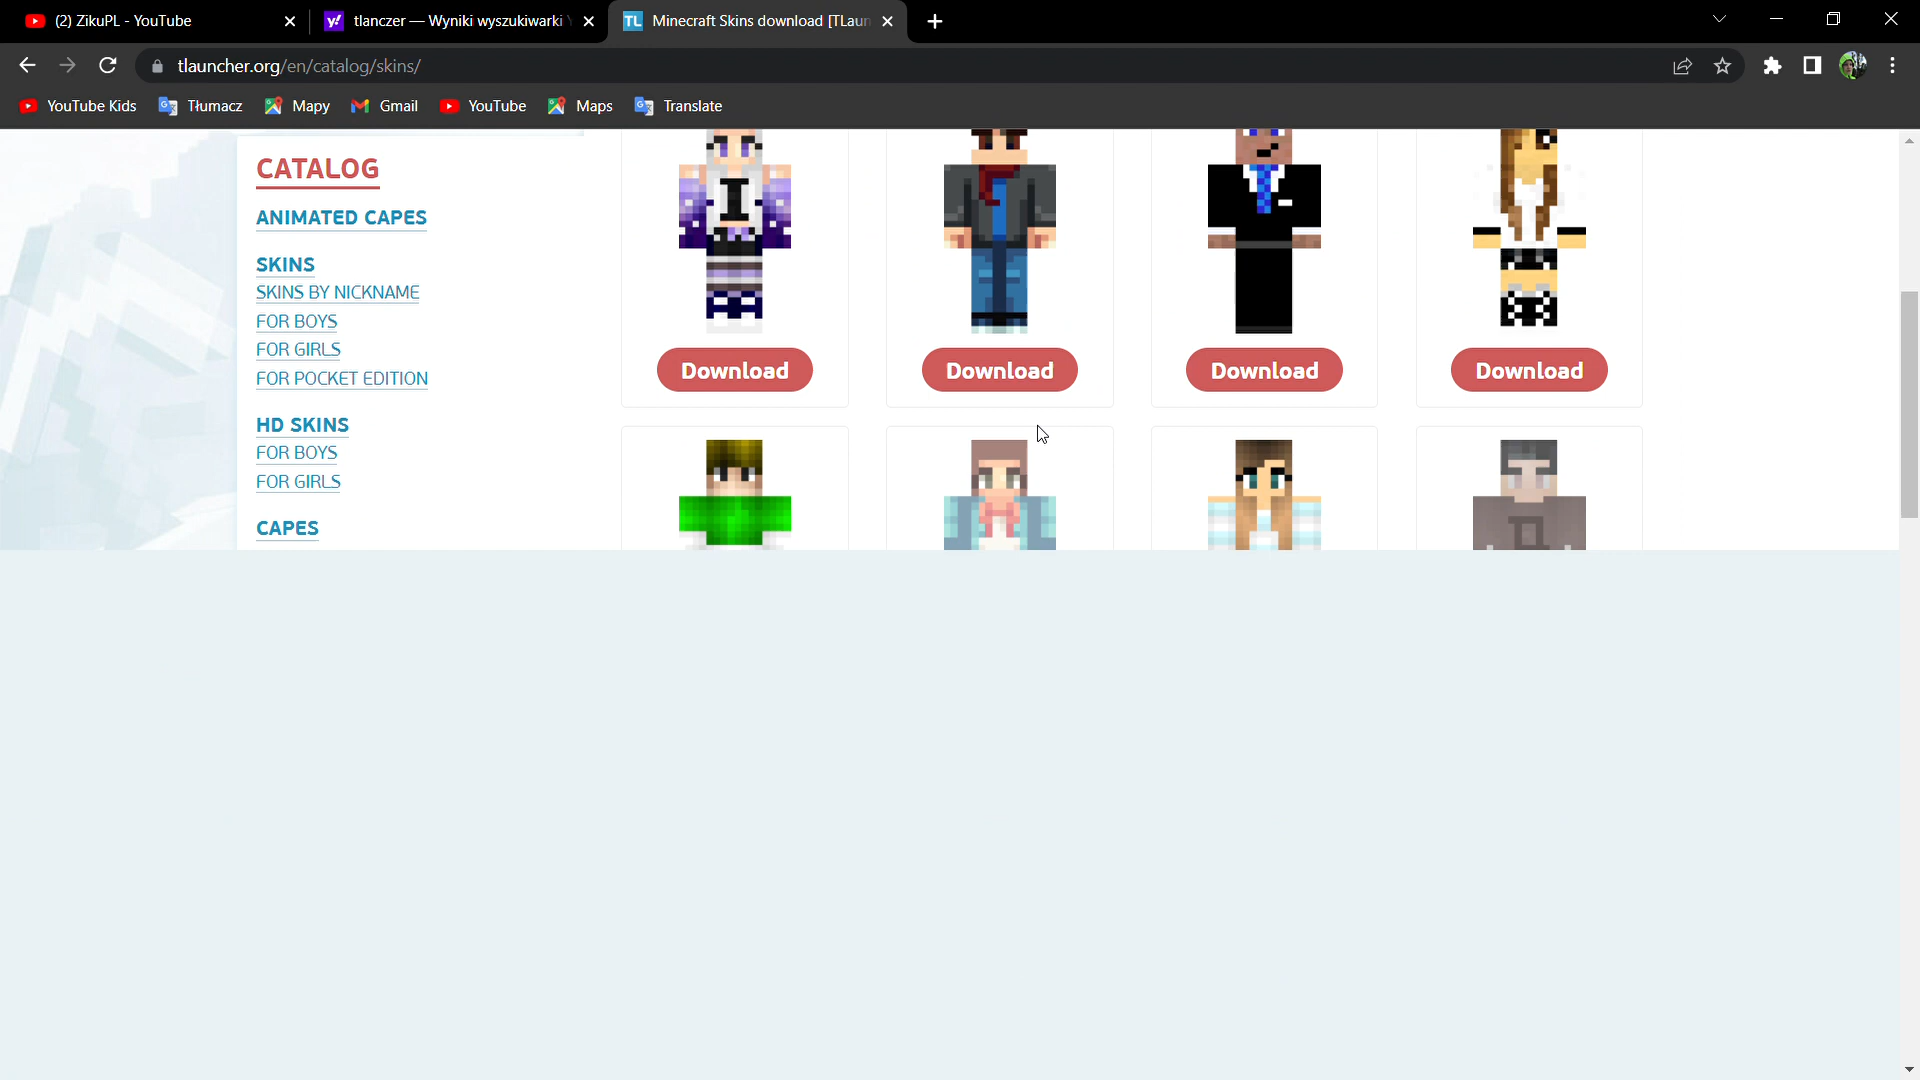 (2) ZikuPL - YouTube
tlanczer — Wyniki wyszukiwarki
Minecraft Skins download [TLaun
tlauncher.org/en/catalog/skins/
YouTube Kids
Tłumacz
Mapy
Gmail
YouTube
Maps
Translate
CATALOG
ANIMATED CAPES
SKINS
SKINS BY NICKNAME
FOR BOYS
FOR GIRLS
FOR POCKET EDITION
HD SKINS
FOR BOYS
FOR GIRLS
CAPES
Download
Download
Download
Download